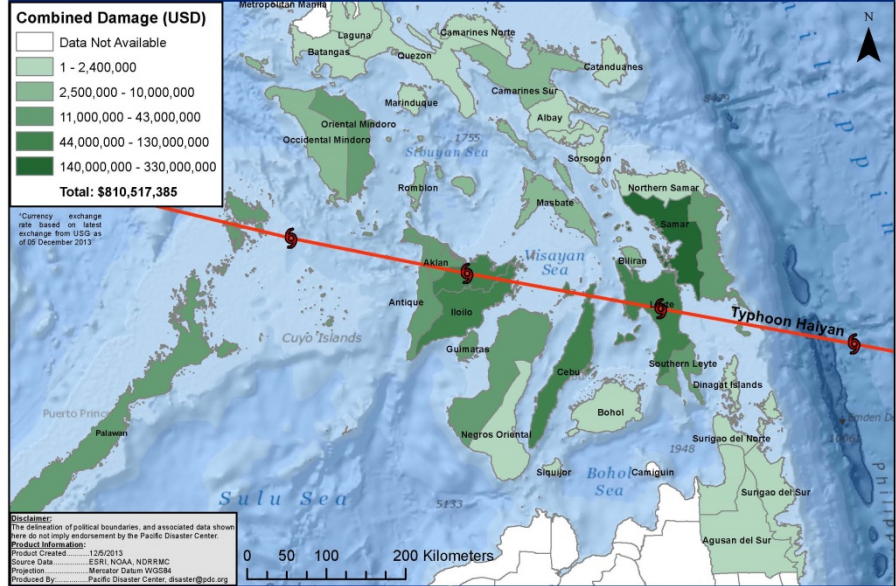 Combined Damage (USD)
Data Not Available
1 - 2,400,000
2,500,000 - 10,000,000
11,000,000 - 43,000,000
44,000,000 - 130,000,000
140,000,000 - 330,000,000
Total: $810,517,385
*Currency exchange
rate based on latest
exchange from USG as
of 05 December 2013
N
Metropolitan Manila
Laguna
Batangas
Quezon
Camarines Norte
Catanduanes
Camarines Sur
Marinduque
Albay
Oriental Mindoro
Occidental Mindoro
1755
Sibuyan Sea
Sorsogon
Romblon
Masbate
Northern Samar
Samar
Aklan
Visayan
Sea
Biliran
Antique
Iloilo
Leyte
Typhoon Haiyan
Cuyo Islands
Guimaras
Cebu
Southern Leyte
Dinagat Islands
Puerto Princ
Palawan
Bohol
Negros Oriental
Surigao del Norte
1948
Siquijor
Bohol
Sea
Camiguin
Surigao del Sur
Sulu Sea
5133
Agusan del Sur
Disclaimer:
The delineation of political boundaries, and associated data shown
here do not imply endorsement by the Pacific Disaster Center.
Product Information:
Product Created..........12/5/2013
Source Data.............ESRI, NOAA, NDRRMC
Projection................Mercator Datum WGS84
Produced By:..........Pacific Disaster Center, disaster@pdc.org
0 50 100 200 Kilometers